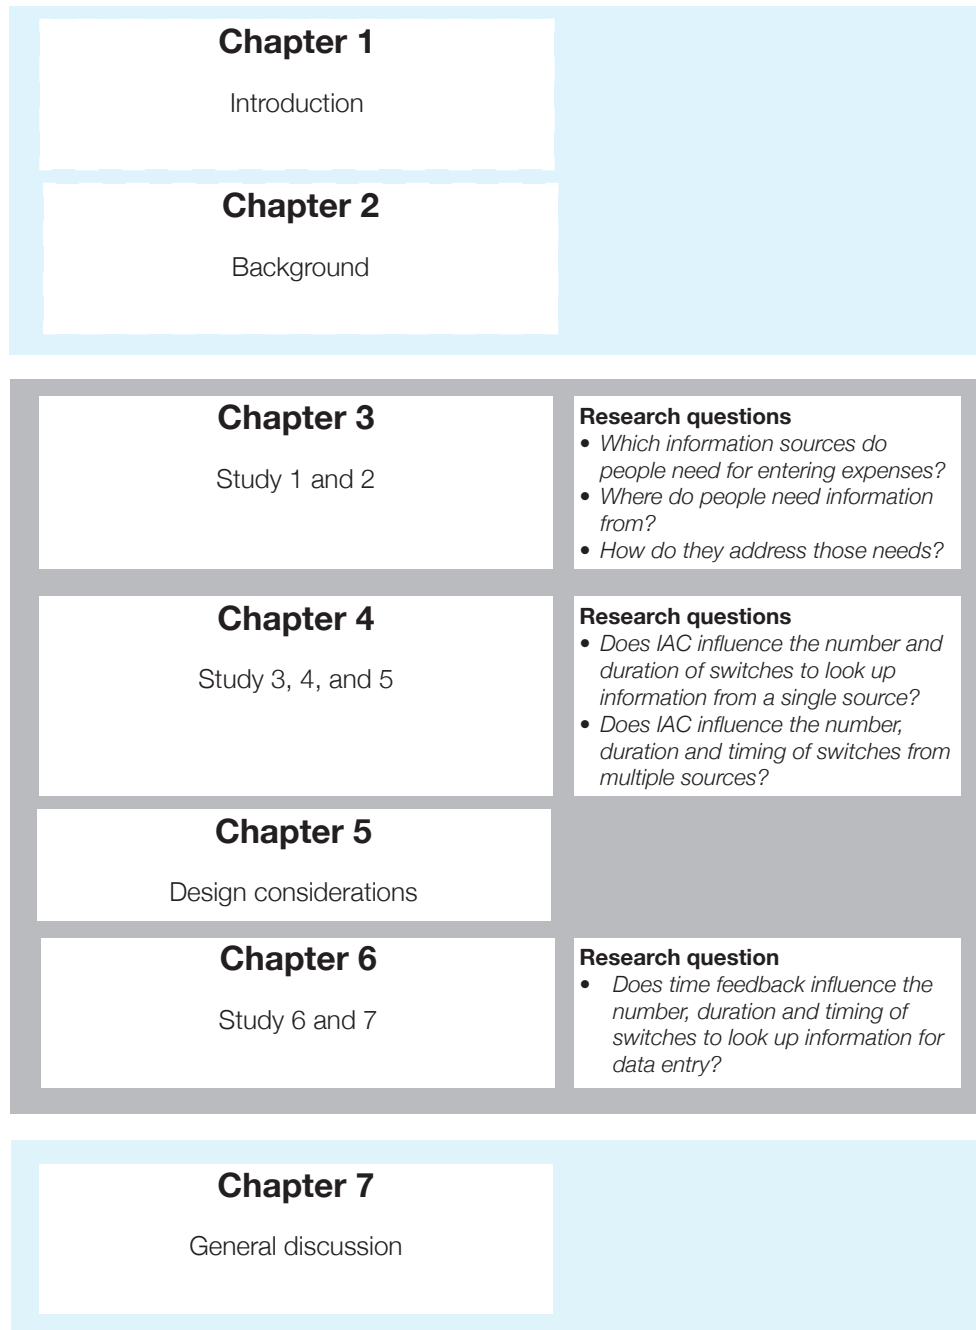 Chapter 1
Introduction
Chapter 2
Background
Chapter 3
Study 1 and 2
Research questions
• Which information sources do
people need for entering expenses?
• Where do people need information
from?
• How do they address those needs?
Chapter 4
Study 3, 4, and 5
Research questions
• Does IAC influence the number and
duration of switches to look up
information from a single source?
• Does IAC influence the number,
duration and timing of switches from
multiple sources?
Chapter 5
Design considerations
Chapter 6
Study 6 and 7
Research question
• Does time feedback influence the
number, duration and timing of
switches to look up information for
data entry?
Chapter 7
General discussion